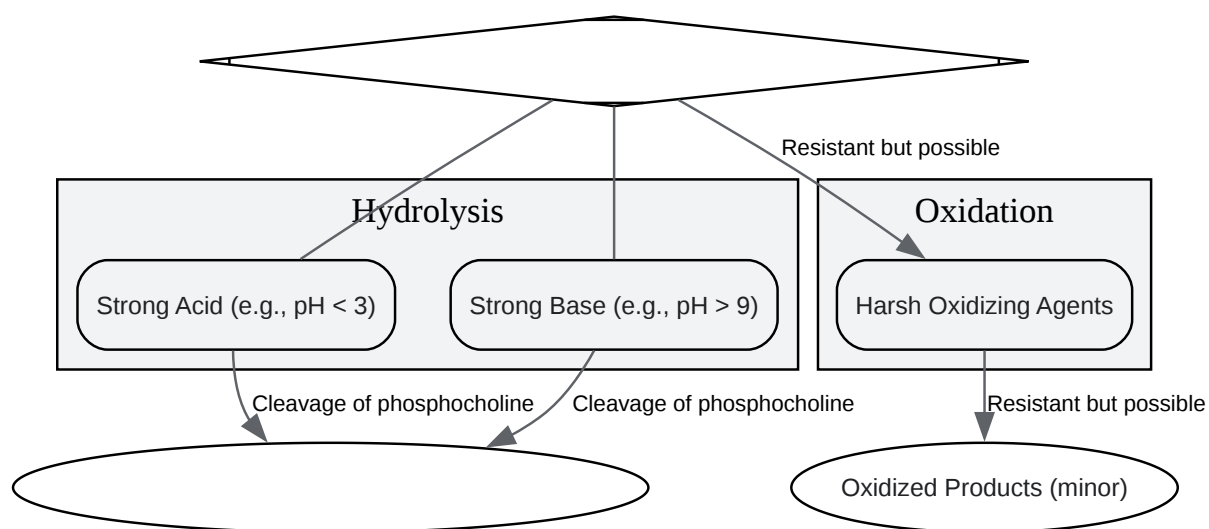 Resistant but possible
Hydrolysis
Oxidation
Strong Acid (e.g., pH < 3)
Strong Base (e.g., pH > 9)
Harsh Oxidizing Agents
Cleavage of phosphocholine
Cleavage of phosphocholine
Resistant but possible
Oxidized Products (minor)